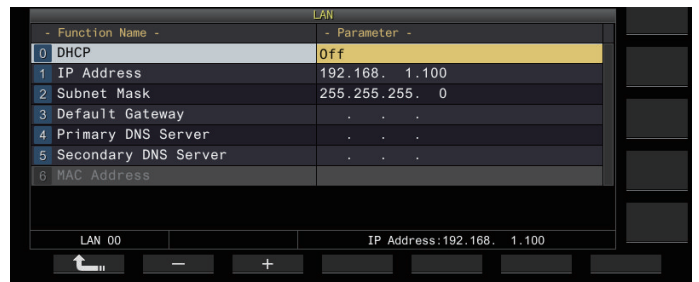 LAN
- Function Name - - Parameter -
0 DHCP Off
1 IP Address 192.168.  1.100
2 Subnet Mask 255.255.255.  0
3 Default Gateway . . .
4 Primary DNS Server . . .
5 Secondary DNS Server . . .
6 MAC Address
LAN 00 IP Address:192.168.  1.100
− +